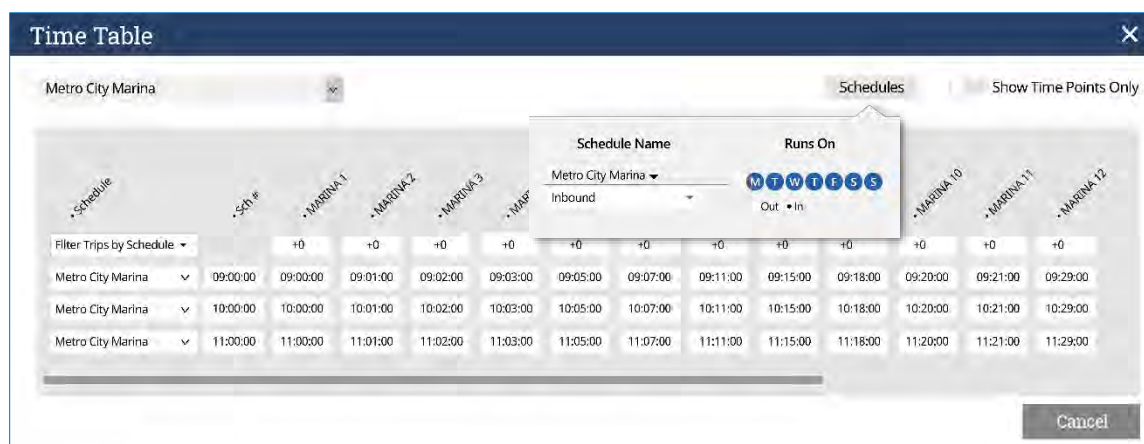 Time Table
Metro City Marina
Schedules
Show Time Points Only
Schedule Name Runs On
Metro City Marina
M T W T F S S
Inbound
Out • In
• Schedule • Sch # • MARINA 1 • MARINA 2 • MARINA 3 • MARINA 10 • MARINA 11 • MARINA 12
Filter Trips by Schedule +0 +0 +0 +0 +0 +0 +0 +0 +0 +0 +0 +0
Metro City Marina 09:00:00 09:00:00 09:01:00 09:02:00 09:03:00 09:05:00 09:07:00 09:11:00 09:15:00 09:18:00 09:20:00 09:21:00 09:29:00
Metro City Marina 10:00:00 10:00:00 10:01:00 10:02:00 10:03:00 10:05:00 10:07:00 10:11:00 10:15:00 10:18:00 10:20:00 10:21:00 10:29:00
Metro City Marina 11:00:00 11:00:00 11:01:00 11:02:00 11:03:00 11:05:00 11:07:00 11:11:00 11:15:00 11:18:00 11:20:00 11:21:00 11:29:00
Cancel